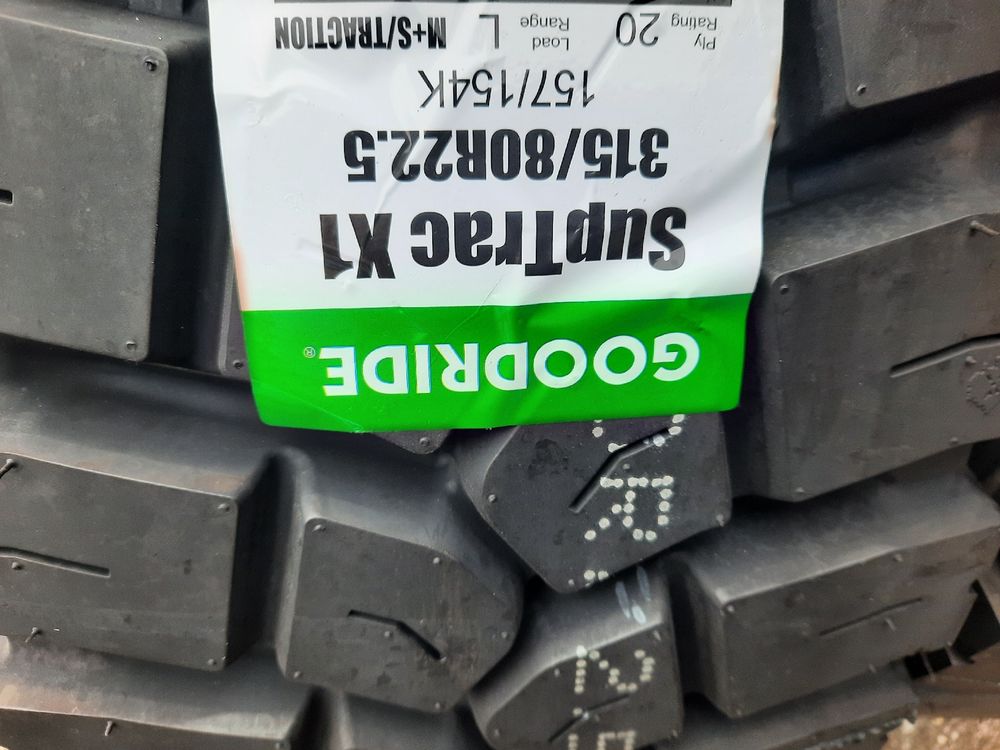 GOODRIDE®
SupTrac X1
315/80R22.5
157/154K
Ply Rating 20 Load Range L M+S/TRACTION